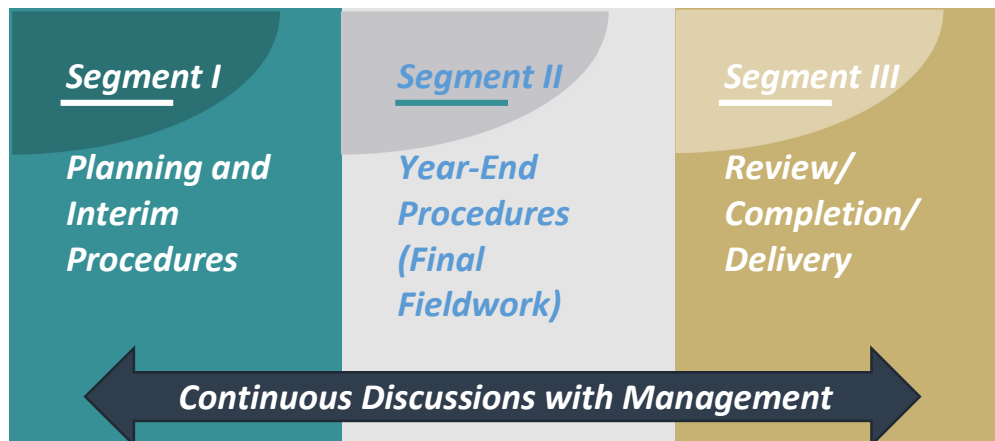 Segment I
Planning and
Interim
Procedures
Segment II
Year-End
Procedures
(Final
Fieldwork)
Segment III
Review/
Completion/
Delivery
Continuous Discussions with Management